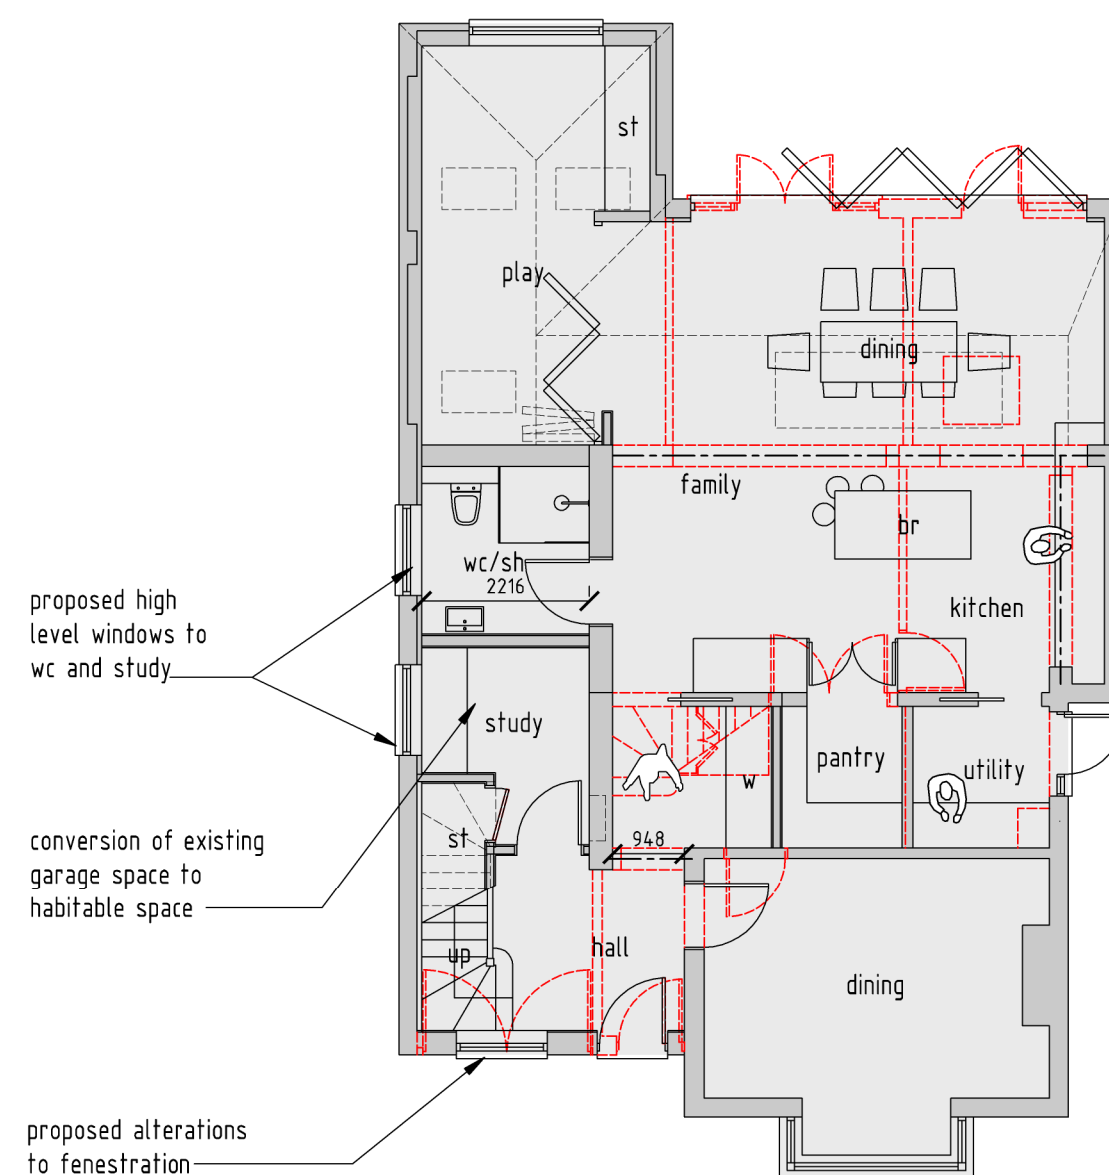 st
play
dining
family
br
wc/sh
2216
kitchen
proposed high
level windows to
wc and study
study
pantry
utility
w
st
948
conversion of existing
garage space to
habitable space
up
hall
dining
proposed alterations
to fenestration